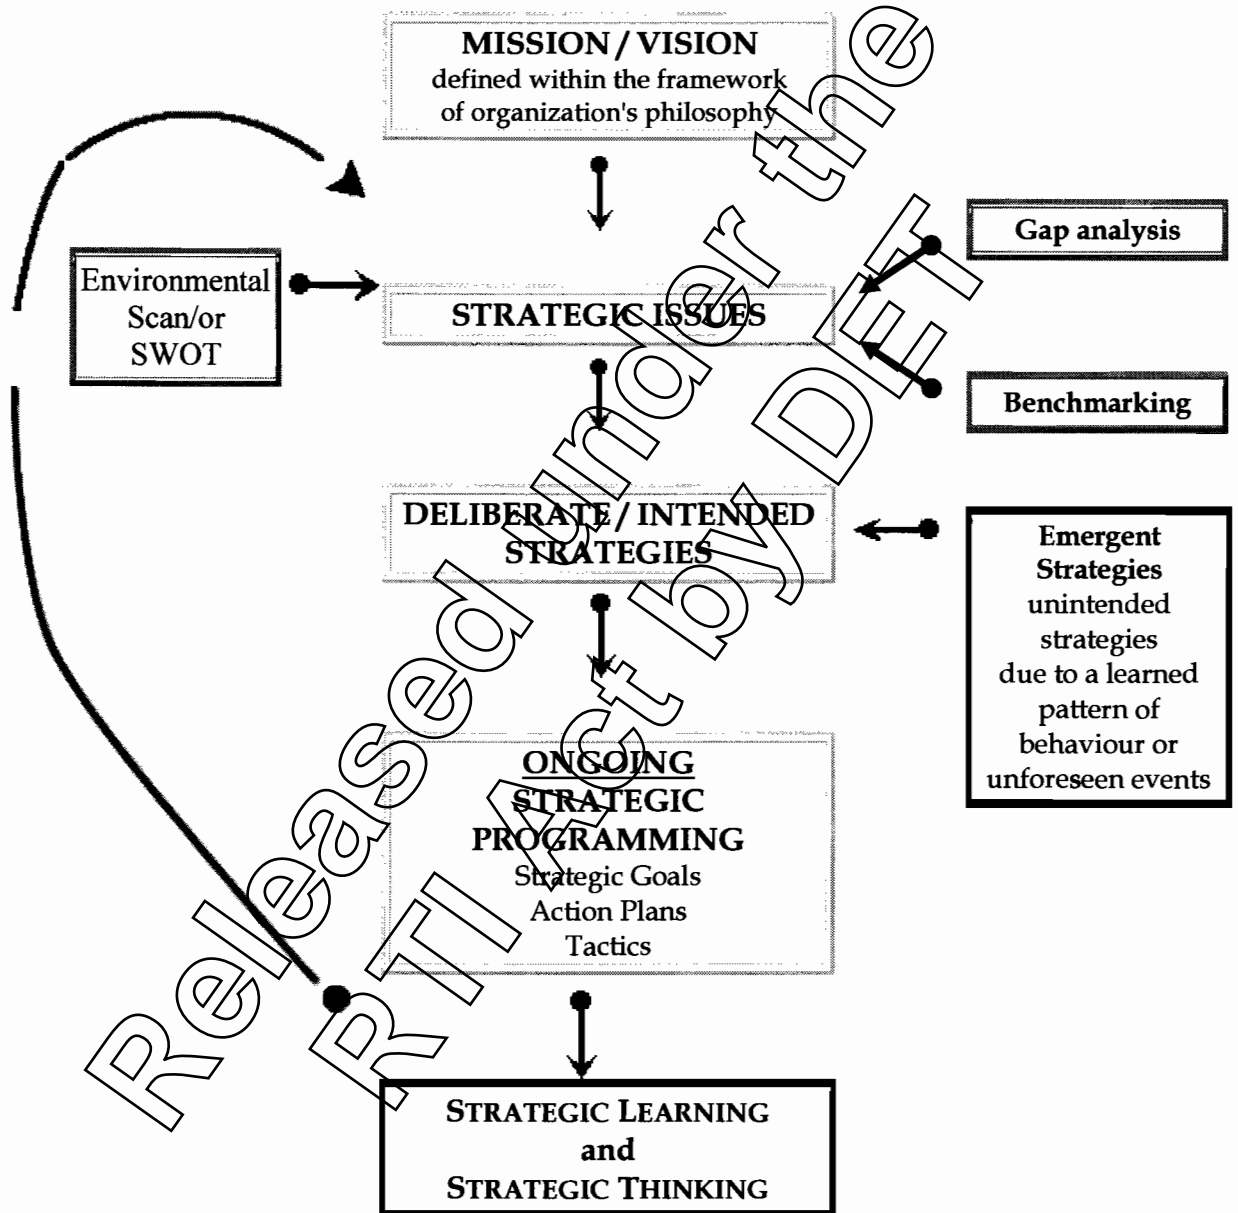 MISSION / VISION
defined within the framework
of organization's philosophy
Gap analysis
Environmental
Scan/or
SWOT
STRATEGIC ISSUES
Benchmarking
DELIBERATE / INTENDED
STRATEGIES
Emergent
Strategies
unintended
strategies
due to a learned
pattern of
behaviour or
unforeseen events
ONGOING
STRATEGIC
PROGRAMMING
Strategic Goals
Action Plans
Tactics
STRATEGIC LEARNING
and
STRATEGIC THINKING
Released under the
RTI Act by DET